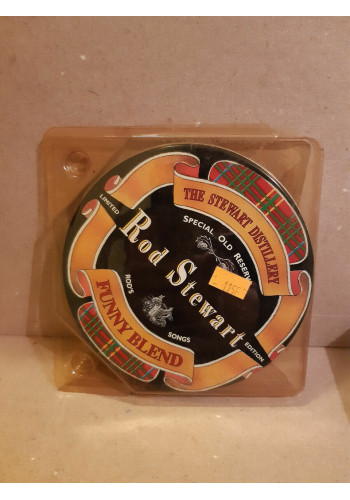 THE STEWART DISTILLERY
SPECIAL OLD RESERVE
LIMITED
Rod Stewart
EDITION
ROD'S
SONGS
FUNNY BLEND